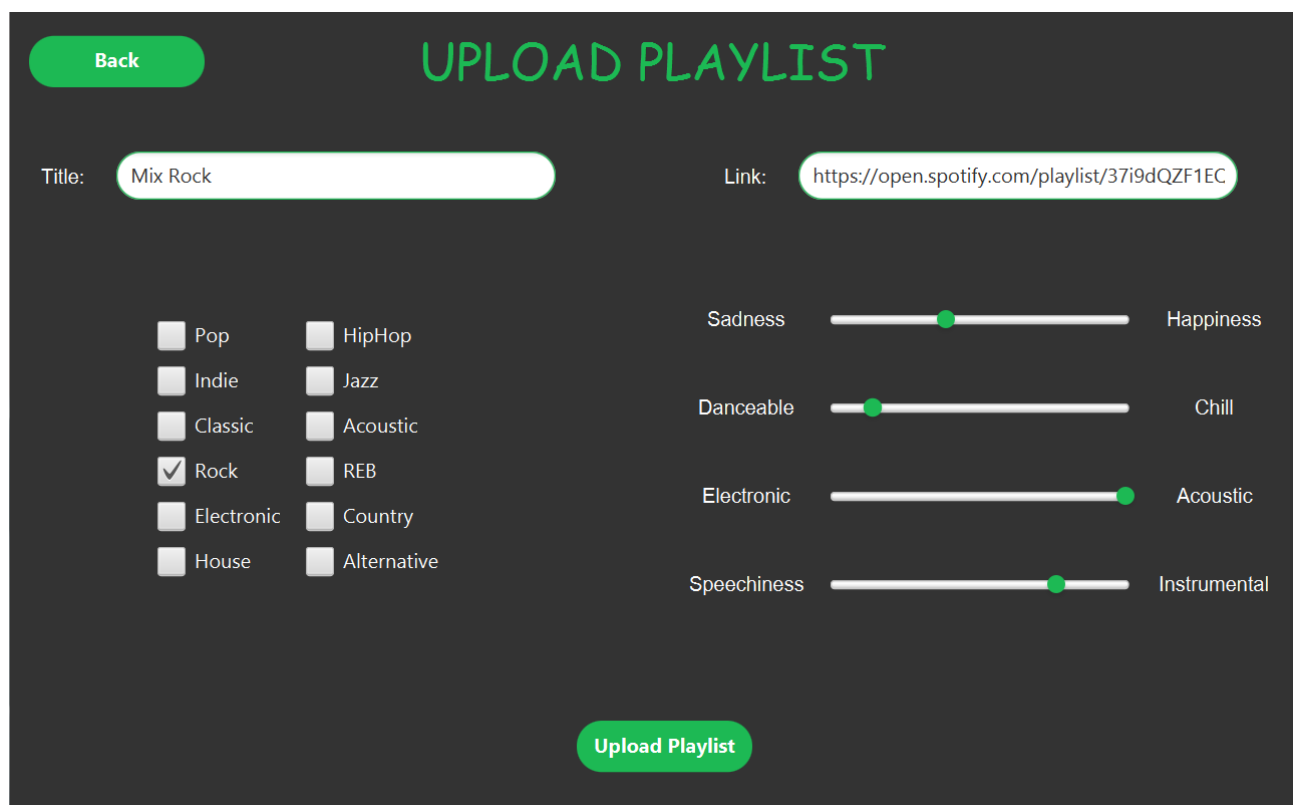 Back
UPLOAD PLAYLIST
Title:
Mix Rock
Link:
https://open.spotify.com/playlist/37i9dQZF1EC
Pop
HipHop
Indie
Jazz
Classic
Acoustic
Rock
REB
Electronic
Country
House
Alternative
Sadness
Happiness
Danceable
Chill
Electronic
Acoustic
Speechiness
Instrumental
Upload Playlist